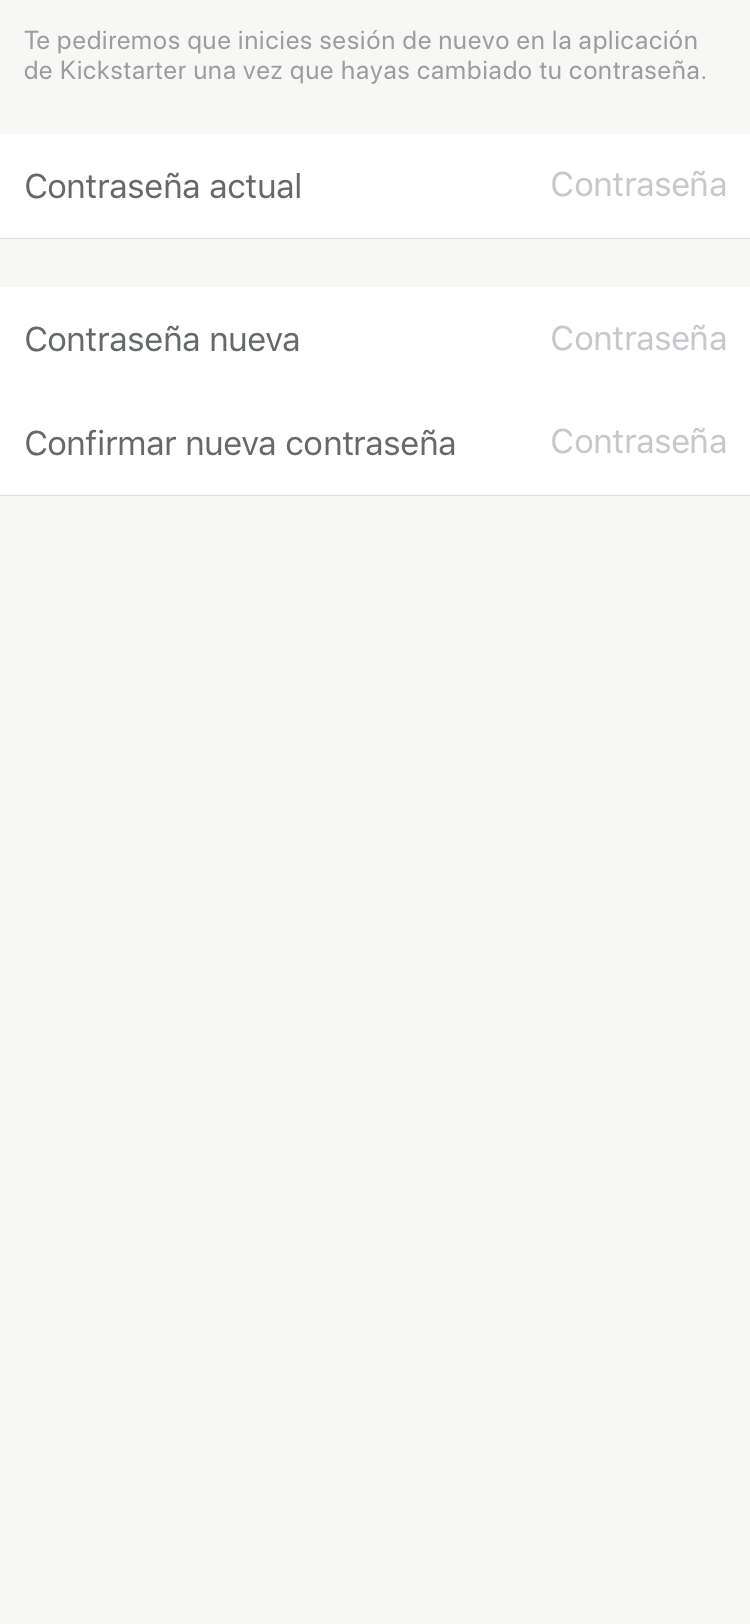 Te pediremos que inicies sesión de nuevo en la aplicación
de Kickstarter una vez que hayas cambiado tu contraseña.
Contraseña actual Contraseña
Contraseña nueva Contraseña
Confirmar nueva contraseña Contraseña